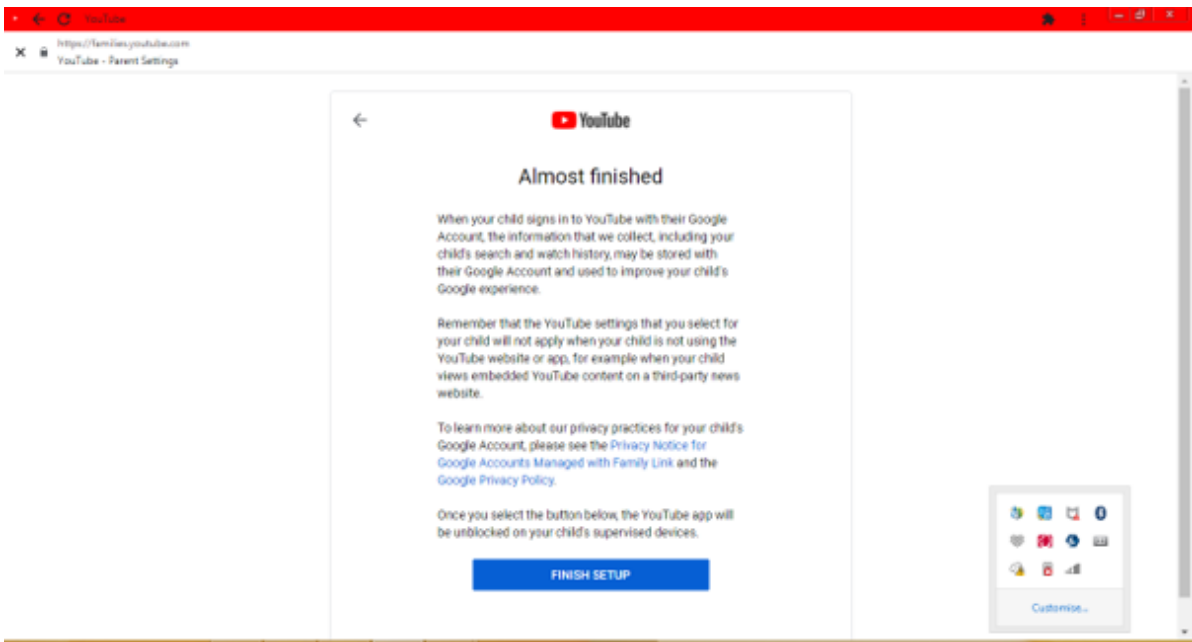 YouTube
https://families.youtube.com
YouTube - Parent Settings
YouTube
Almost finished
When your child signs in to YouTube with their Google
Account, the information that we collect, including your
child's search and watch history, may be stored with
their Google Account and used to improve your child's
Google experience.
Remember that the YouTube settings that you select for
your child will not apply when your child is not using the
YouTube website or app, for example when your child
views embedded YouTube content on a third-party news
website.
To learn more about our privacy practices for your child's
Google Account, please see the Privacy Notice for
Google Accounts Managed with Family Link and the
Google Privacy Policy.
Once you select the button below, the YouTube app will
be unblocked on your child's supervised devices.
FINISH SETUP
Customise...